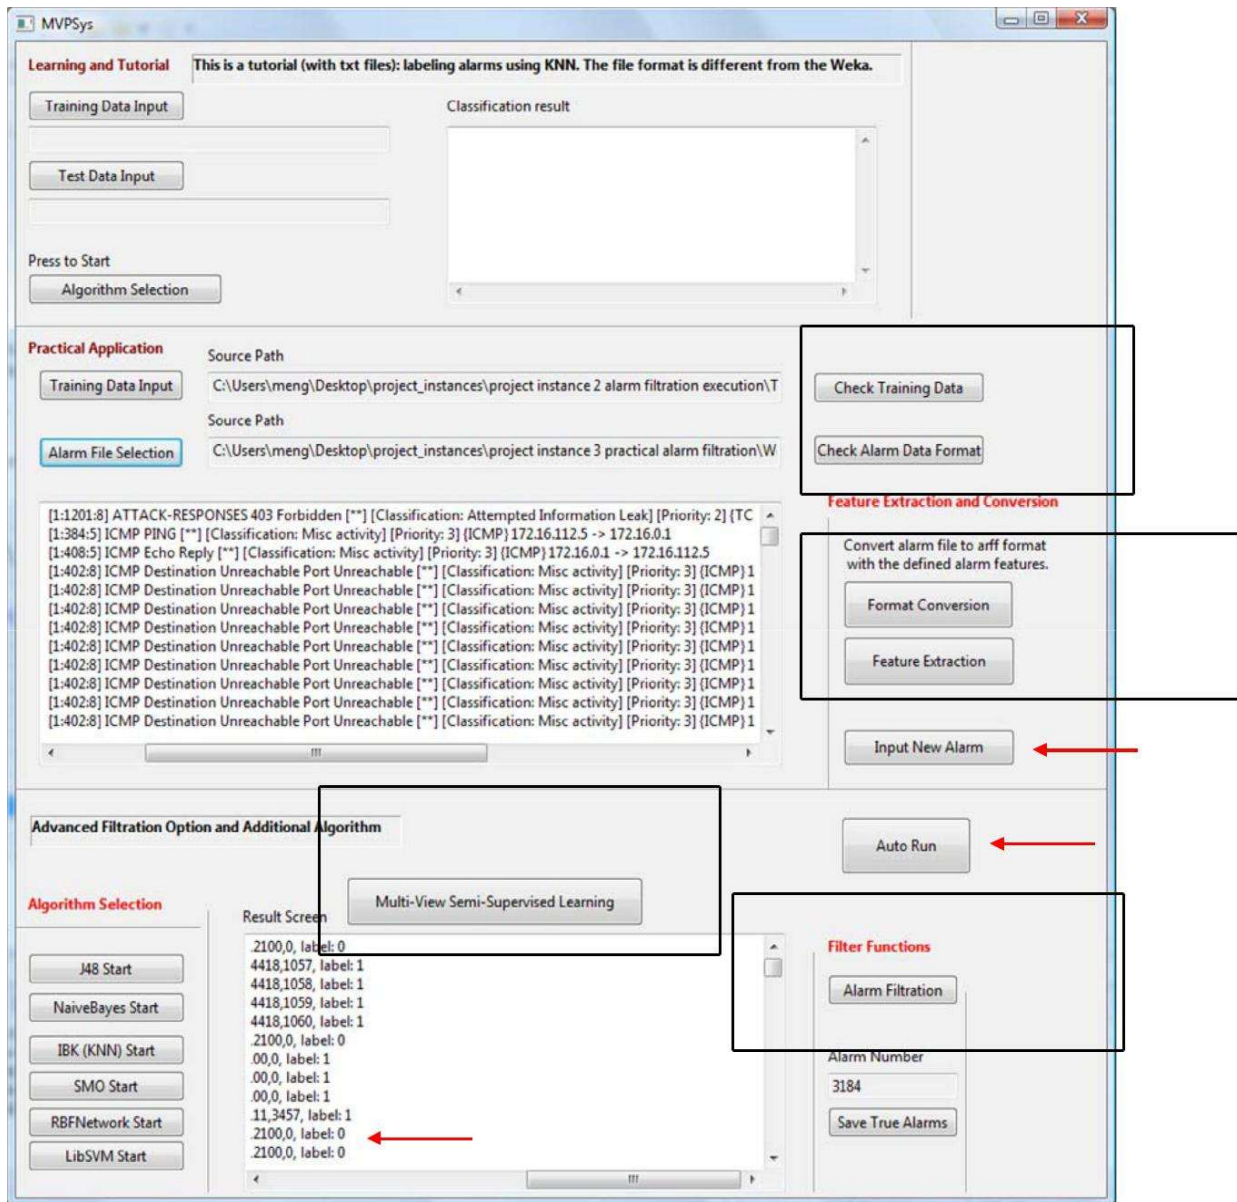 MVPSys
Learning and Tutorial
This is a tutorial (with txt files): labeling alarms using KNN. The file format is different from the Weka.
Training Data Input
Classification result
Test Data Input
Press to Start
Algorithm Selection
Practical Application
Source Path
Training Data Input
C:\Users\meng\Desktop\project_instances\project instance 2 alarm filtration execution\T
Check Training Data
Source Path
Alarm File Selection
C:\Users\meng\Desktop\project_instances\project instance 3 practical alarm filtration\W
Check Alarm Data Format
[1:1201:8] ATTACK-RESPONSES 403 Forbidden [**] [Classification: Attempted Information Leak] [Priority: 2] {TC
[1:384:5] ICMP PING [**] [Classification: Misc activity] [Priority: 3] {ICMP} 172.16.112.5 -> 172.16.0.1
[1:408:5] ICMP Echo Reply [**] [Classification: Misc activity] [Priority: 3] {ICMP} 172.16.0.1 -> 172.16.112.5
[1:402:8] ICMP Destination Unreachable Port Unreachable [**] [Classification: Misc activity] [Priority: 3] {ICMP} 1
[1:402:8] ICMP Destination Unreachable Port Unreachable [**] [Classification: Misc activity] [Priority: 3] {ICMP} 1
[1:402:8] ICMP Destination Unreachable Port Unreachable [**] [Classification: Misc activity] [Priority: 3] {ICMP} 1
[1:402:8] ICMP Destination Unreachable Port Unreachable [**] [Classification: Misc activity] [Priority: 3] {ICMP} 1
[1:402:8] ICMP Destination Unreachable Port Unreachable [**] [Classification: Misc activity] [Priority: 3] {ICMP} 1
[1:402:8] ICMP Destination Unreachable Port Unreachable [**] [Classification: Misc activity] [Priority: 3] {ICMP} 1
[1:402:8] ICMP Destination Unreachable Port Unreachable [**] [Classification: Misc activity] [Priority: 3] {ICMP} 1
[1:402:8] ICMP Destination Unreachable Port Unreachable [**] [Classification: Misc activity] [Priority: 3] {ICMP} 1
[1:402:8] ICMP Destination Unreachable Port Unreachable [**] [Classification: Misc activity] [Priority: 3] {ICMP} 1
Feature Extraction and Conversion
Convert alarm file to arff format
with the defined alarm features.
Format Conversion
Feature Extraction
Input New Alarm
Advanced Filtration Option and Additional Algorithm
Auto Run
Multi-View Semi-Supervised Learning
Algorithm Selection
J48 Start
NaiveBayes Start
IBK (KNN) Start
SMO Start
RBFNetwork Start
LibSVM Start
Result Screen
.2100,0, label: 0
4418,1057, label: 1
4418,1058, label: 1
4418,1059, label: 1
4418,1060, label: 1
.2100,0, label: 0
.00,0, label: 1
.00,0, label: 1
.00,0, label: 1
.11,3457, label: 1
.2100,0, label: 0
.2100,0, label: 0
Filter Functions
Alarm Filtration
Alarm Number
3184
Save True Alarms